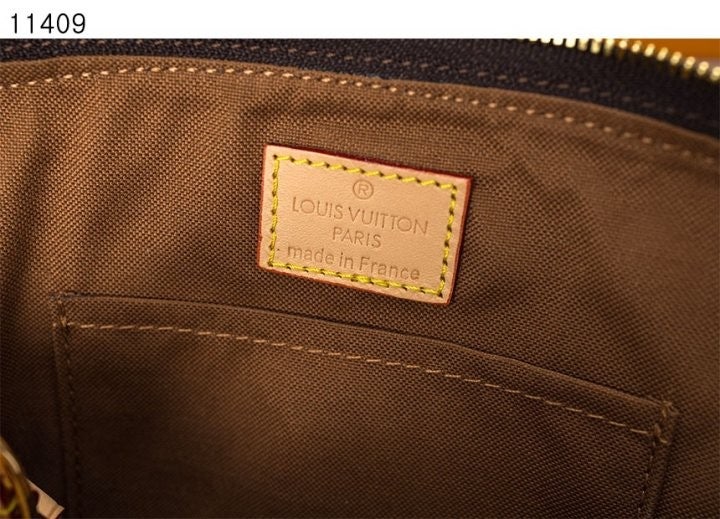 11409
®
LOUIS VUITTON
PARIS
made in France